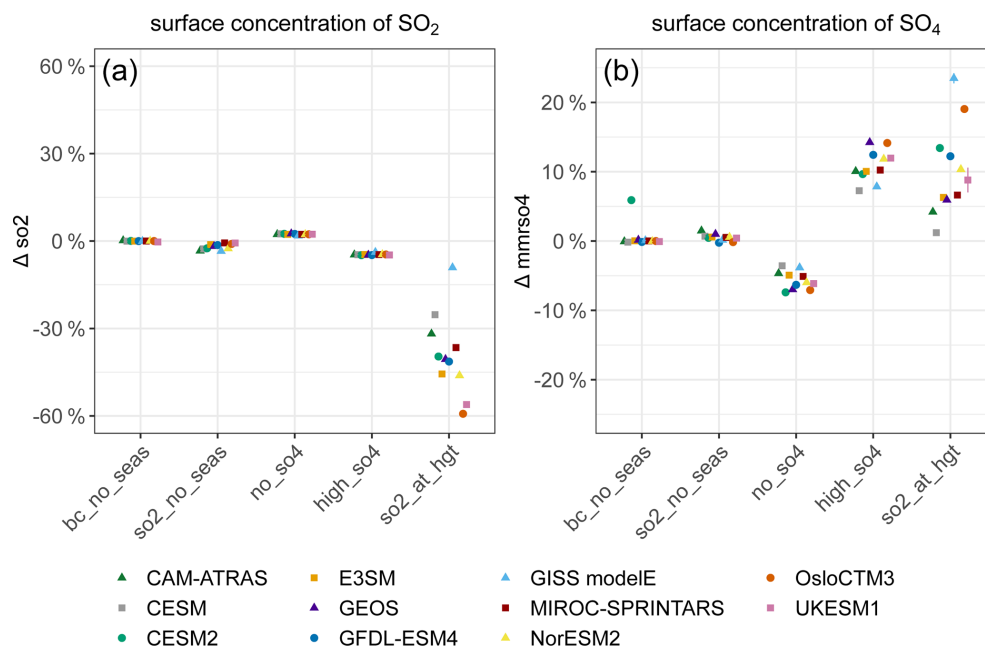 surface concentration of SO₂
surface concentration of SO₄
(a)
60 %
30 %
0 %
-30 %
-60 %
Δ so2
bc_no_seas
so2_no_seas
no_so4
high_so4
so2_at_hgt
(b)
20 %
10 %
0 %
-10 %
-20 %
Δ mmrso4
bc_no_seas
so2_no_seas
no_so4
high_so4
so2_at_hgt
CAM-ATRAS
E3SM
GISS modelE
OsloCTM3
CESM
GEOS
MIROC-SPRINTARS
UKESM1
CESM2
GFDL-ESM4
NorESM2